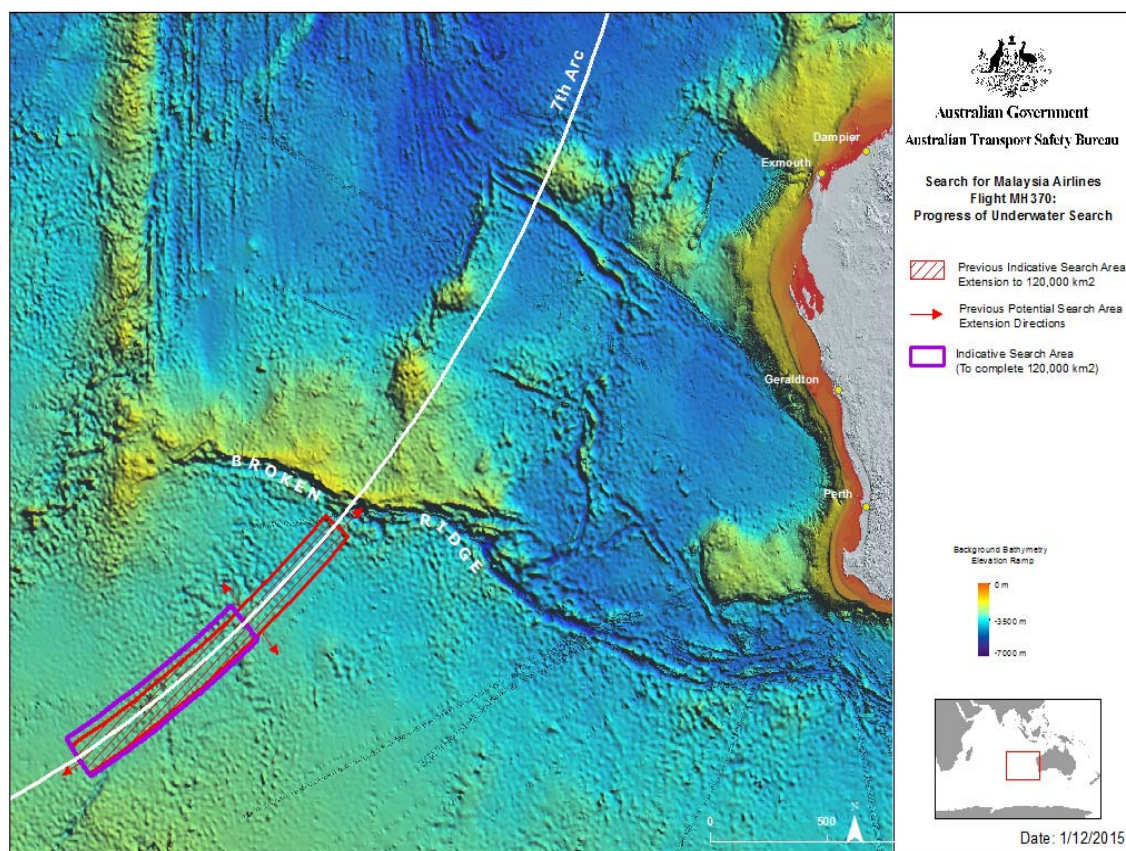 7th Arc
Dampier
Exmouth
Geraldton
Perth
BROKEN
RIDGE
N
0
500
Australian Government
Australian Transport Safety Bureau
Search for Malaysia Airlines
Flight MH370:
Progress of Underwater Search
Previous Indicative Search Area
Extension to 120,000 km2
Previous Potential Search Area
Extension Directions
Indicative Search Area
(To complete 120,000 km2)
Background Bathymetry
Elevation Ramp
0 m
-3500 m
-7000 m
Date: 1/12/2015